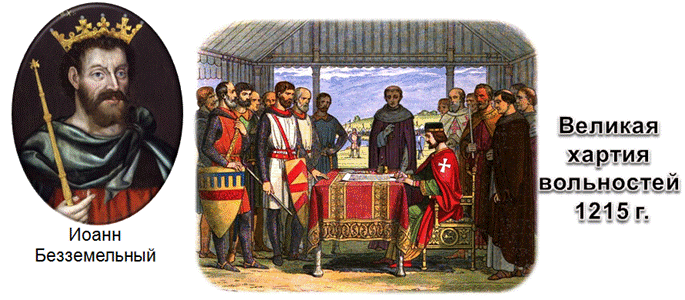 Иоанн
Безземельный
Великая
хартия
вольностей
1215 г.